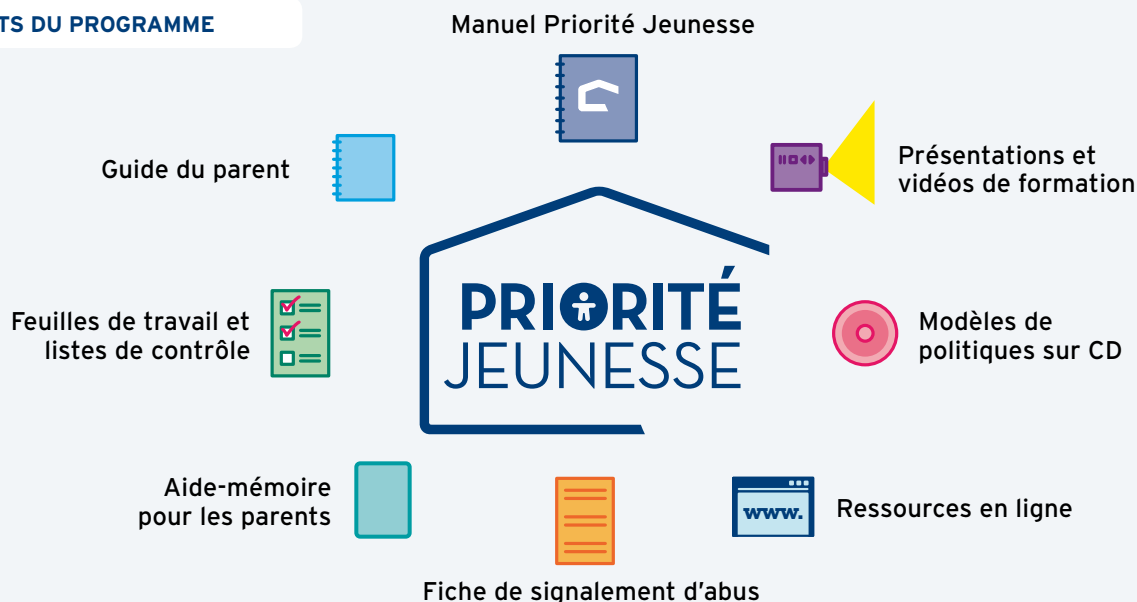 TS DU PROGRAMME
Manuel Priorité Jeunesse
Guide du parent
Présentations et
vidéos de formation
PRIORITÉ
JEUNESSE
Feuilles de travail et
listes de contrôle
Modèles de
politiques sur CD
Aide-mémoire
pour les parents
www.
Ressources en ligne
Fiche de signalement d'abus